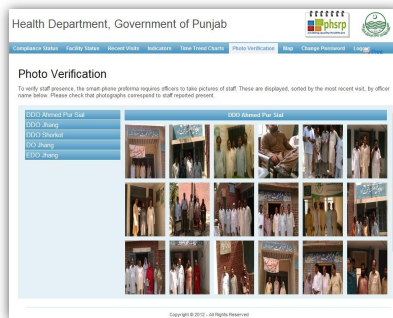 Health Department, Government of Punjab
phsrp
Compliance Status Facility Status Recent Visits Indicators Time Trend Charts Photo Verification Map Change Password Logout
Photo Verification
To verify staff presence, the smart-phone proforma requires officers to take pictures of staff. These are displayed, sorted by the most recent visit, by officer
name below. Please check that photographs correspond to staff reported present.
DDO Ahmed Pur Sial
DDO Ahmed Pur Sial
DDO Jhang
DDO Shorkot
DO Jhang
EDO Jhang
Copyright © 2012 - All Rights Reserved